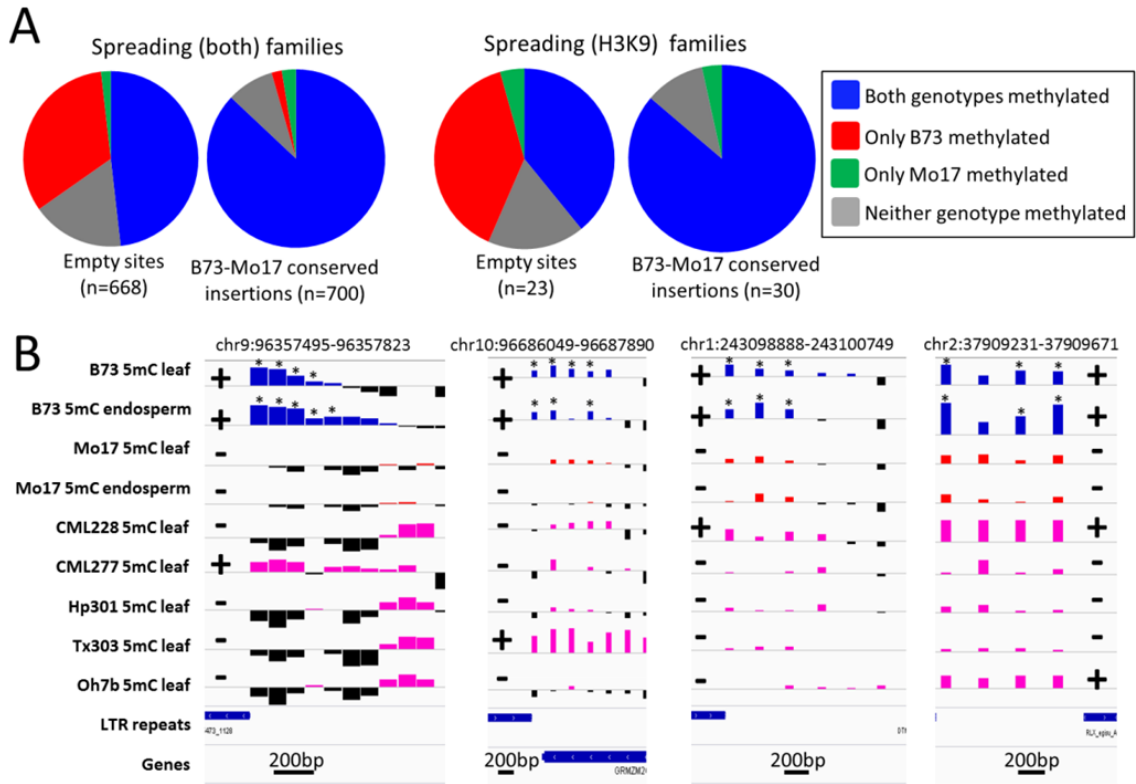 A
Spreading (both) families
Spreading (H3K9) families
Both genotypes methylated
Only B73 methylated
Only Mo17 methylated
Neither genotype methylated
Empty sites
(n=668)
B73-Mo17 conserved
insertions (n=700)
Empty sites
(n=23)
B73-Mo17 conserved
insertions (n=30)
B
chr9:96357495-96357823
chr10:96686049-96687890
chr1:243098888-243100749
chr2:37909231-37909671
B73 5mC leaf
B73 5mC endosperm
Mo17 5mC leaf
Mo17 5mC endosperm
CML228 5mC leaf
CML277 5mC leaf
Hp301 5mC leaf
Tx303 5mC leaf
Oh7b 5mC leaf
LTR repeats
Genes
473_1128
GRMZM2
200bp
200bp
200bp
200bp